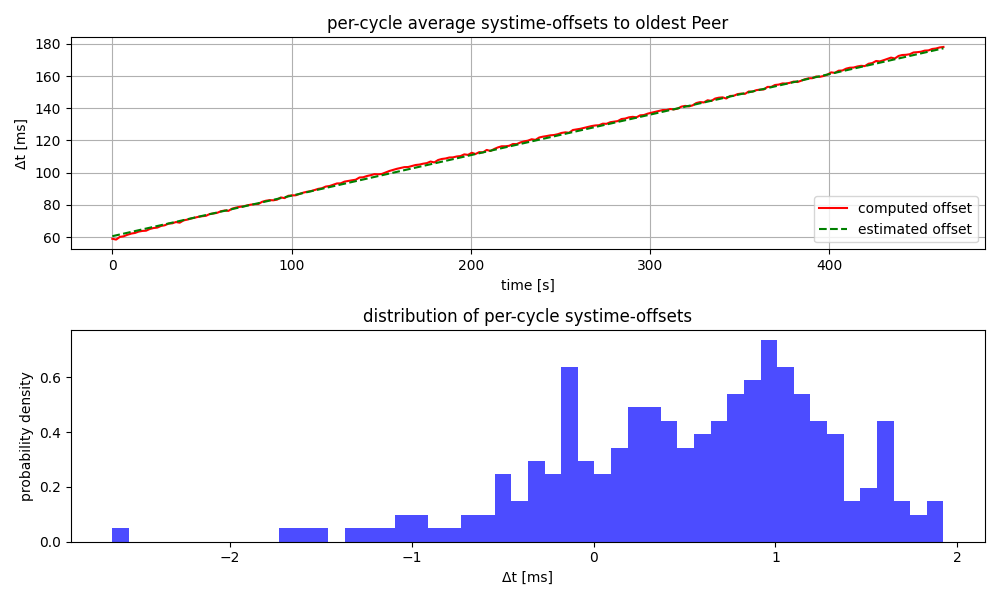 per-cycle average systime-offsets to oldest Peer
180
160
140
120
100
80
60
Δt [ms]
computed offset
estimated offset
0 100 200 300 400
time [s]
distribution of per-cycle systime-offsets
0.6
0.4
0.2
0.0
probability density
−2 −1 0 1 2
Δt [ms]